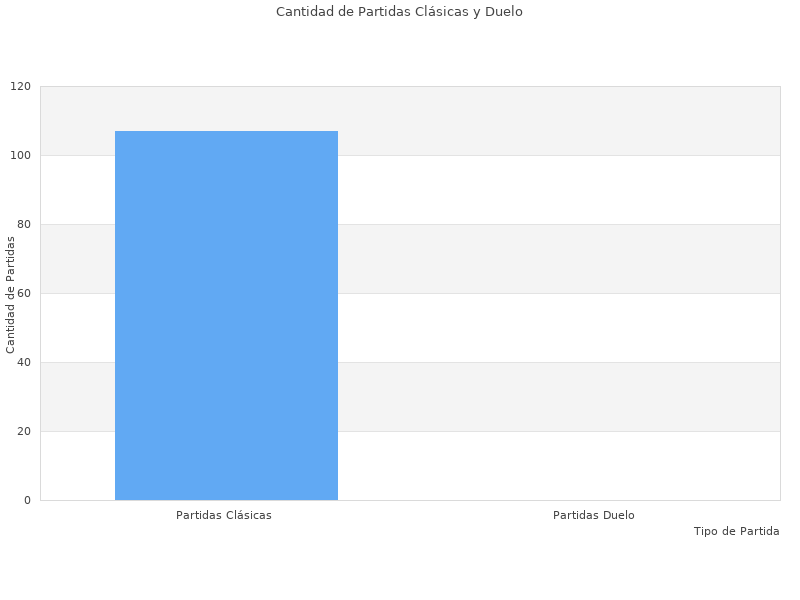 Cantidad de Partidas Clásicas y Duelo
120
100
80
60
40
20
0
Cantidad de Partidas
Partidas Clásicas
Partidas Duelo
Tipo de Partida